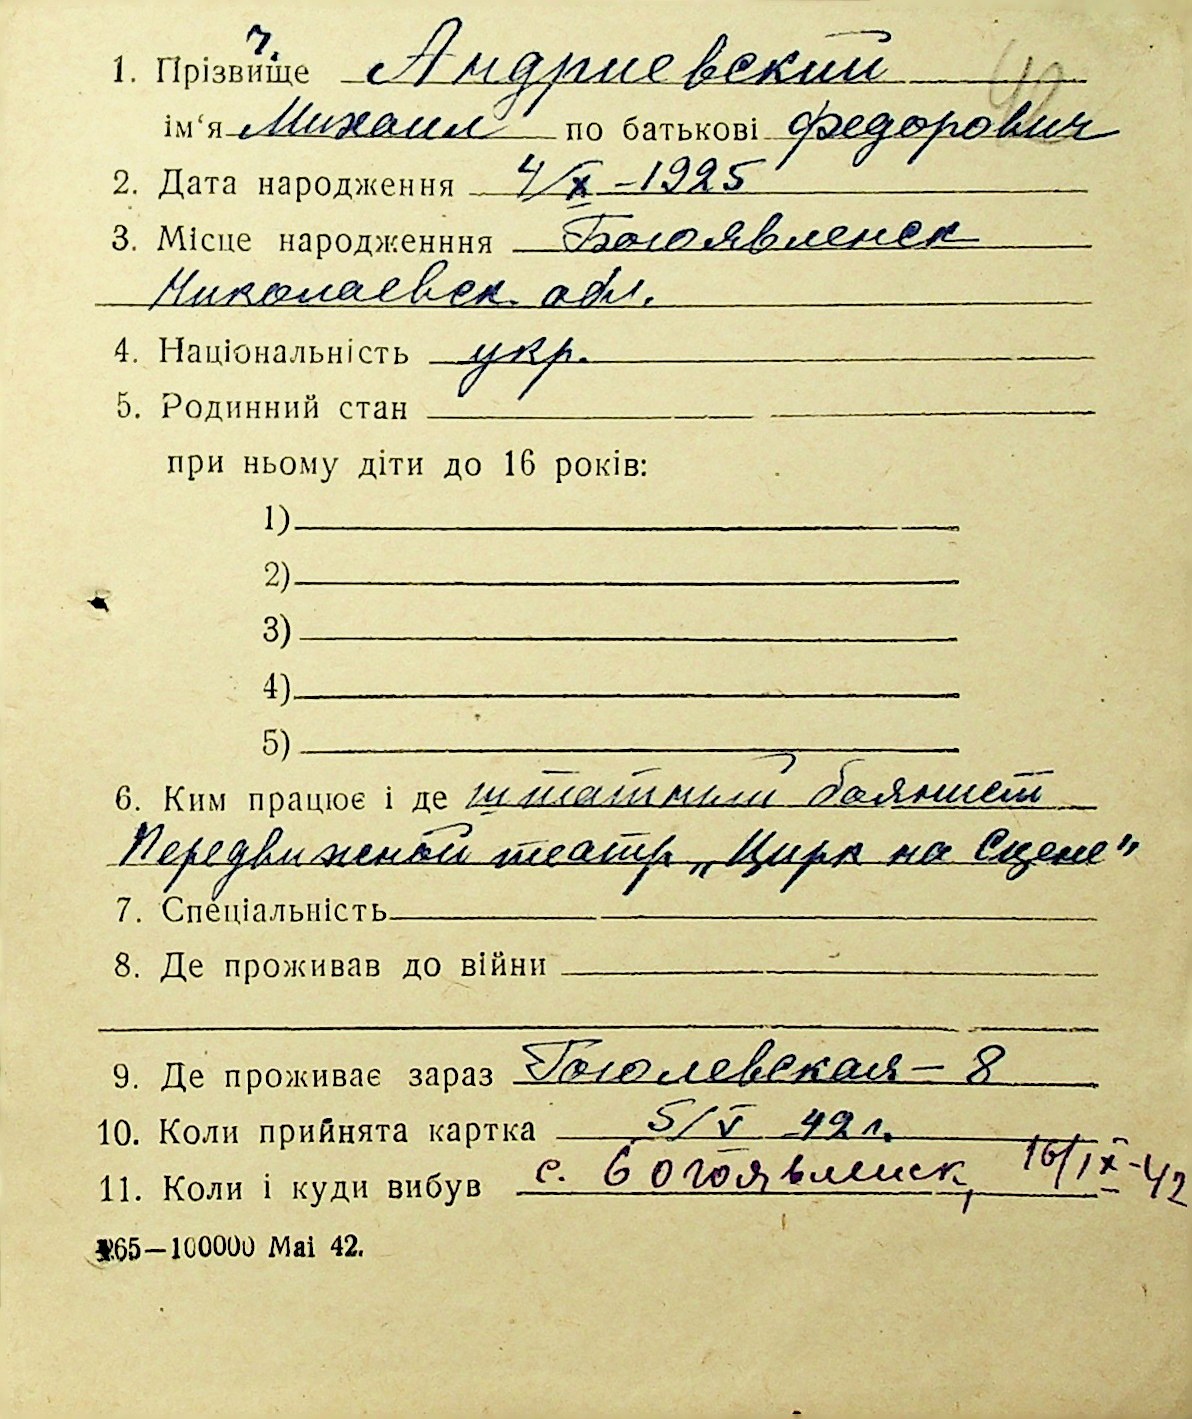 ч.
1. Прізвище Андриевский
42
ім‘я Михаил по батькові Федорович
2. Дата народження 4/X – 1925
3. Місце народженння Богоявленск
Николаевск. обл.
4. Національність укр.
5. Родинний стан
при ньому діти до 16 років:
1)
2)
3)
4)
5)
6. Ким працює і де штатный баянист
Передвижной театр „Цирк на Сцене”
7. Спеціальність
8. Де проживав до війни
9. Де проживає зараз Гоголевская – 8
10. Коли прийнята картка 5/V 42 г.
11. Коли і куди вибув с. Богоявленск, 16/IX-42
265—100000 Mai 42.